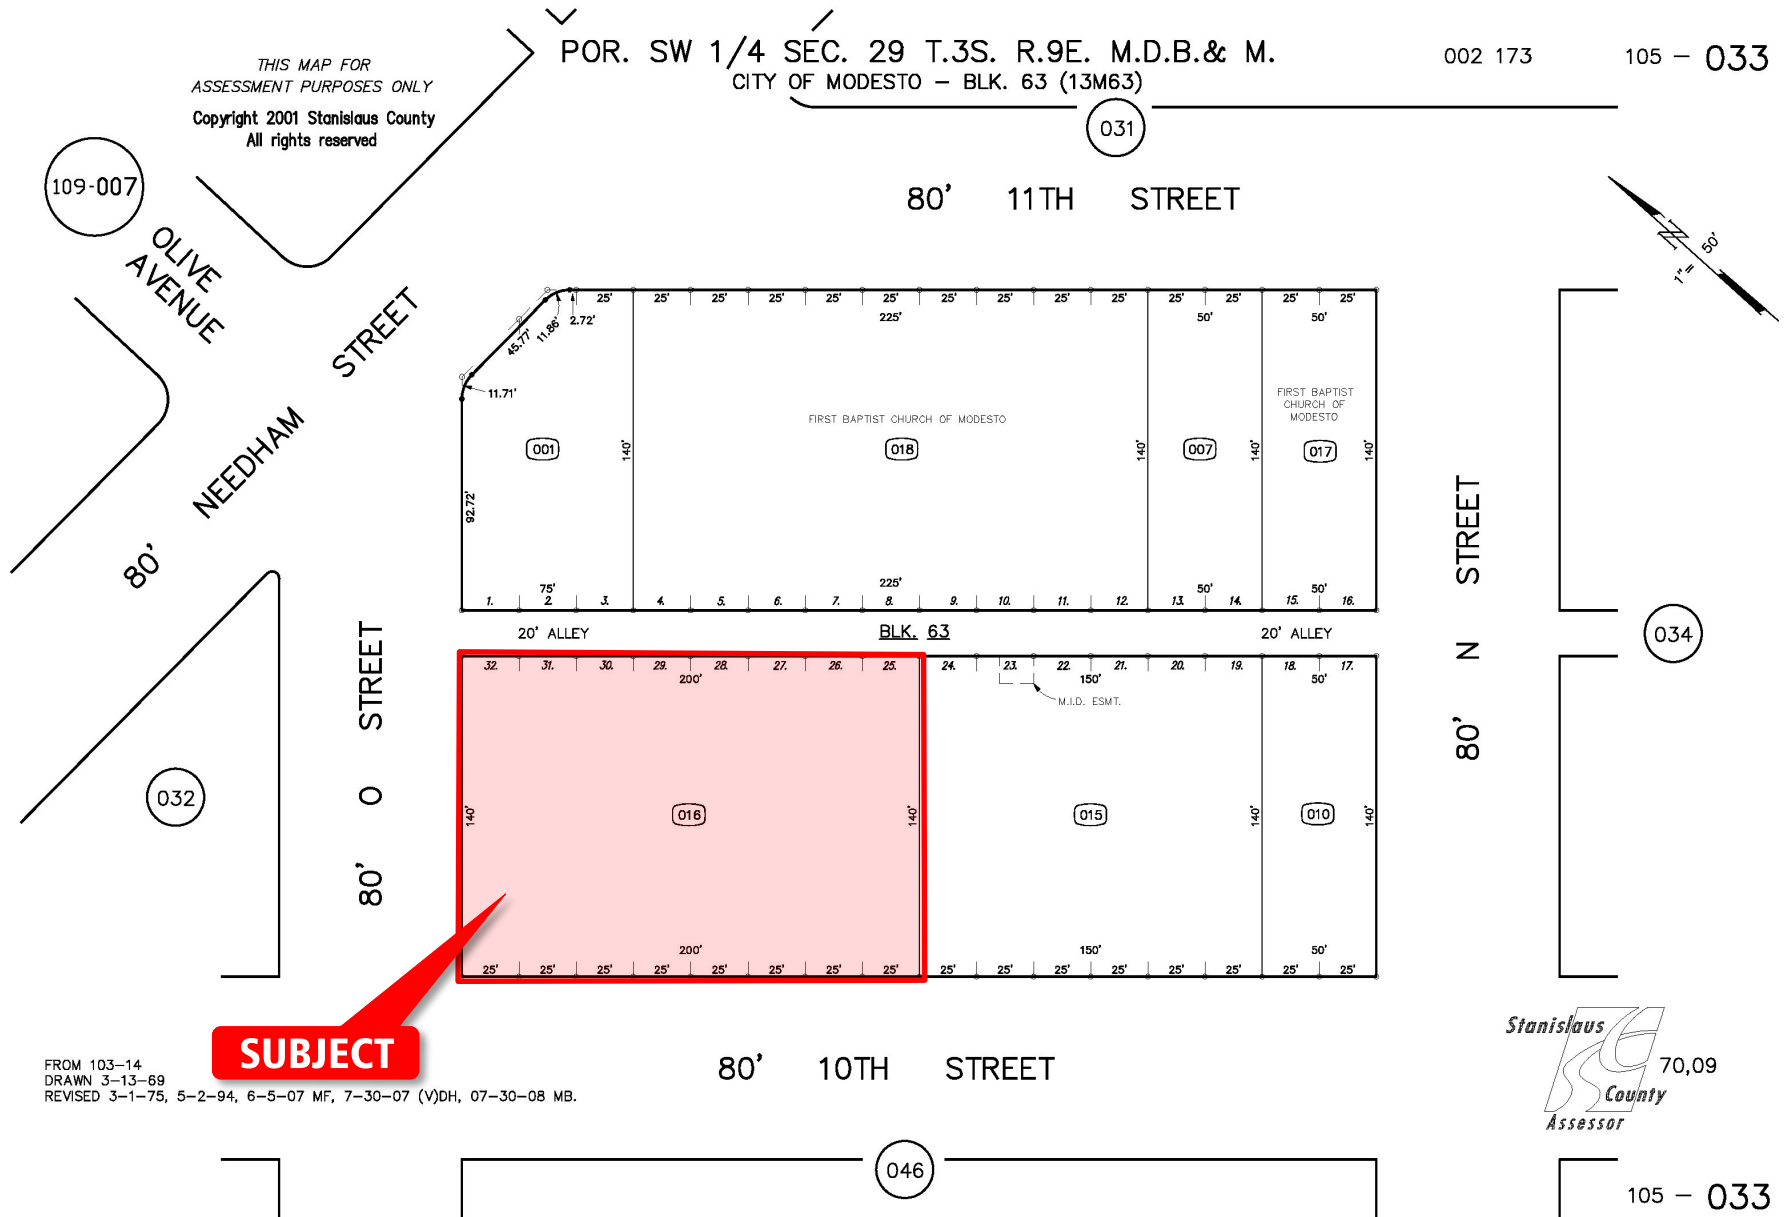 POR. SW 1/4 SEC. 29 T.3S. R.9E. M.D.B.& M.
CITY OF MODESTO – BLK. 63 (13M63)
002 173
105 – 033
THIS MAP FOR
ASSESSMENT PURPOSES ONLY
Copyright 2001 Stanislaus County
All rights reserved
031
109-007
OLIVE
AVENUE
80' 11TH STREET
N
1" = 50'
80' NEEDHAM STREET
25' 25' 25' 25' 25' 25' 25' 25' 25' 25' 25' 25' 25' 25'
2.72'
11.86'
45.77'
11.71'
225'
50'
50'
FIRST BAPTIST CHURCH OF MODESTO
FIRST BAPTIST
CHURCH OF
MODESTO
001
140'
018
140'
007
140'
017
140'
92.72'
75'
225'
50'
50'
1. 2. 3. 4. 5. 6. 7. 8. 9. 10. 11. 12. 13. 14. 15. 16.
20' ALLEY
BLK. 63
20' ALLEY
034
80' N STREET
80' O STREET
032
32. 31. 30. 29. 28. 27. 26. 25. 24. 23. 22. 21. 20. 19. 18. 17.
200'
150'
50'
M.I.D. ESMT.
140'
016
140'
015
140'
010
140'
200'
150'
50'
25' 25' 25' 25' 25' 25' 25' 25' 25' 25' 25' 25' 25' 25' 25' 25'
SUBJECT
80' 10TH STREET
FROM 103–14
DRAWN 3–13–69
REVISED 3–1–75, 5–2–94, 6–5–07 MF, 7–30–07 (V)DH, 07–30–08 MB.
Stanislaus
County
Assessor
70,09
046
105 – 033